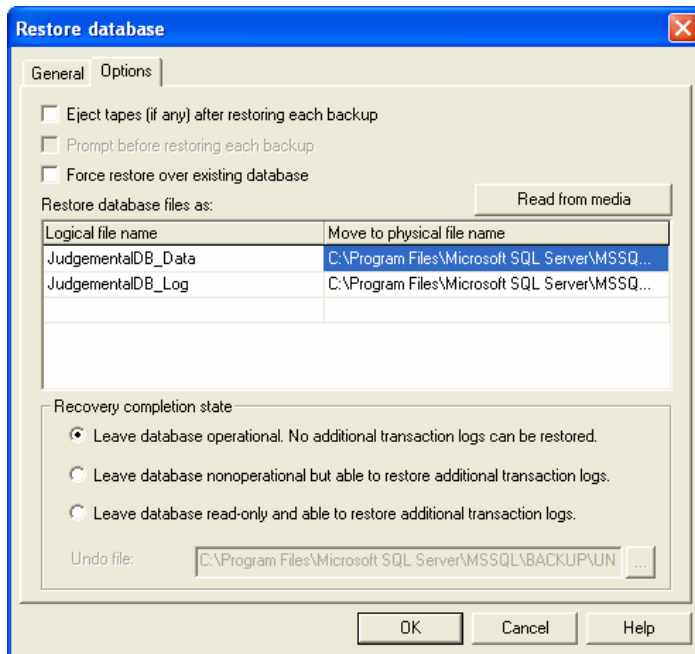 Restore database
General Options
Eject tapes (if any) after restoring each backup
Prompt before restoring each backup
Force restore over existing database
Read from media
Restore database files as:
Logical file name Move to physical file name
JudgementalDB_Data C:\Program Files\Microsoft SQL Server\MSSQ...
JudgementalDB_Log C:\Program Files\Microsoft SQL Server\MSSQ...
Recovery completion state
Leave database operational. No additional transaction logs can be restored.
Leave database nonoperational but able to restore additional transaction logs.
Leave database read-only and able to restore additional transaction logs.
Undo file: C:\Program Files\Microsoft SQL Server\MSSQL\BACKUP\UN ...
OK Cancel Help